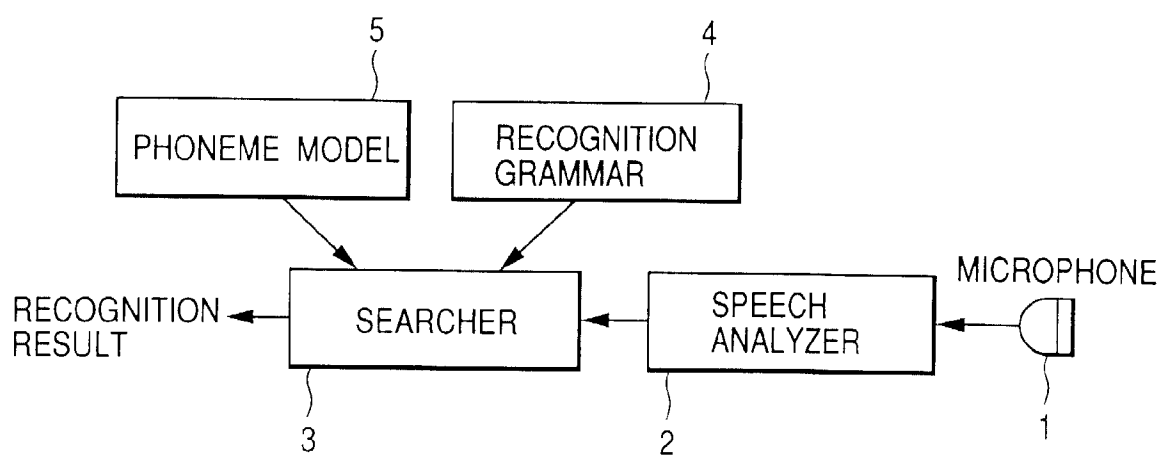 5
4
PHONEME MODEL
RECOGNITION
GRAMMAR
MICROPHONE
RECOGNITION
RESULT
SEARCHER
SPEECH
ANALYZER
3
2
1